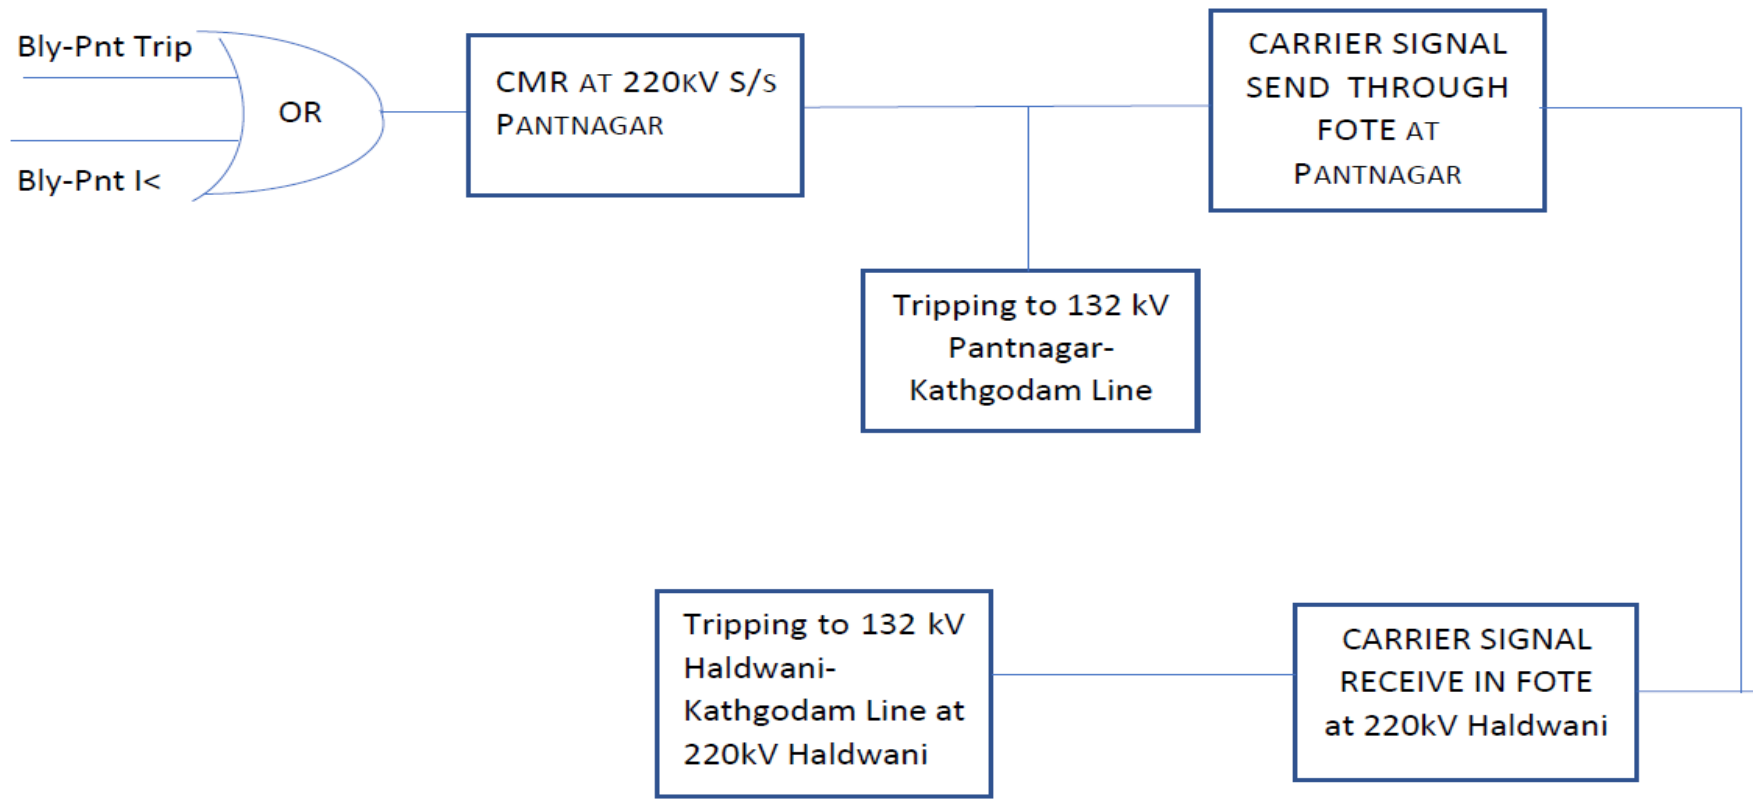 Bly-Pnt Trip
OR
Bly-Pnt I<
CMR AT 220KV S/S
PANTNAGAR
CARRIER SIGNAL
SEND THROUGH
FOTE AT
PANTNAGAR
Tripping to 132 kV
Pantnagar-
Kathgodam Line
Tripping to 132 kV
Haldwani-
Kathgodam Line at
220kV Haldwani
CARRIER SIGNAL
RECEIVE IN FOTE
at 220kV Haldwani